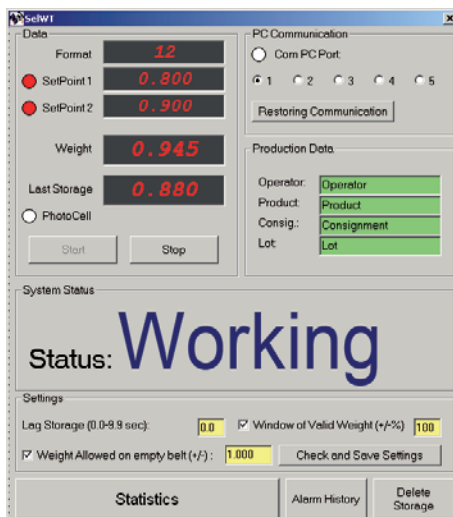 SelWT
Data
Format 12
SetPoint 1 0.800
SetPoint 2 0.900
Weight 0.945
Last Storage 0.880
PhotoCell
Start Stop
PC Communication
Com PC Port
1 2 3 4 5
Restoring Communication
Production Data
Operator: Operator
Product: Product
Consig.: Consignment
Lot: Lot
System Status
Status: Working
Settings
Lag Storage (0.0-9.9 sec): 0.0 Window of Valid Weight (+/-%) 100
Weight Allowed on empty belt (+/-) : 1.000 Check and Save Settings
Statistics Alarm History Delete Storage